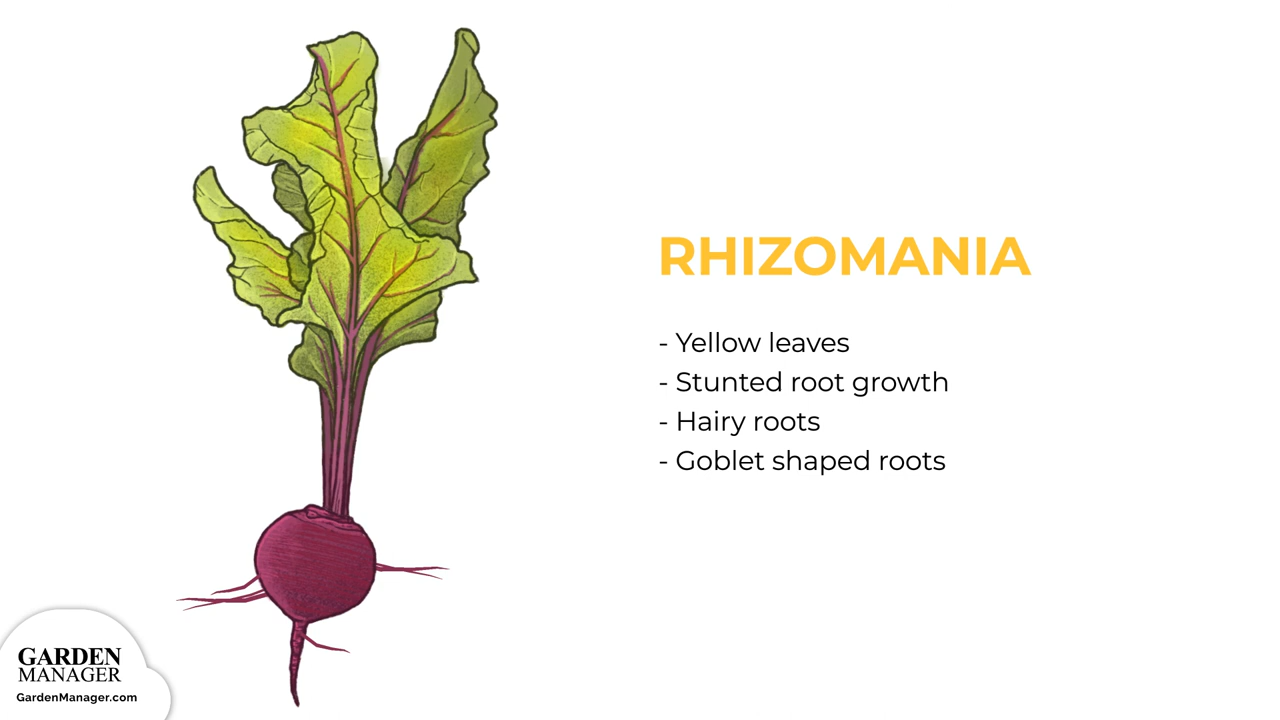 RHIZOMANIA
- Yellow leaves
- Stunted root growth
- Hairy roots
- Goblet shaped roots
GARDEN
MANAGER
GardenManager.com